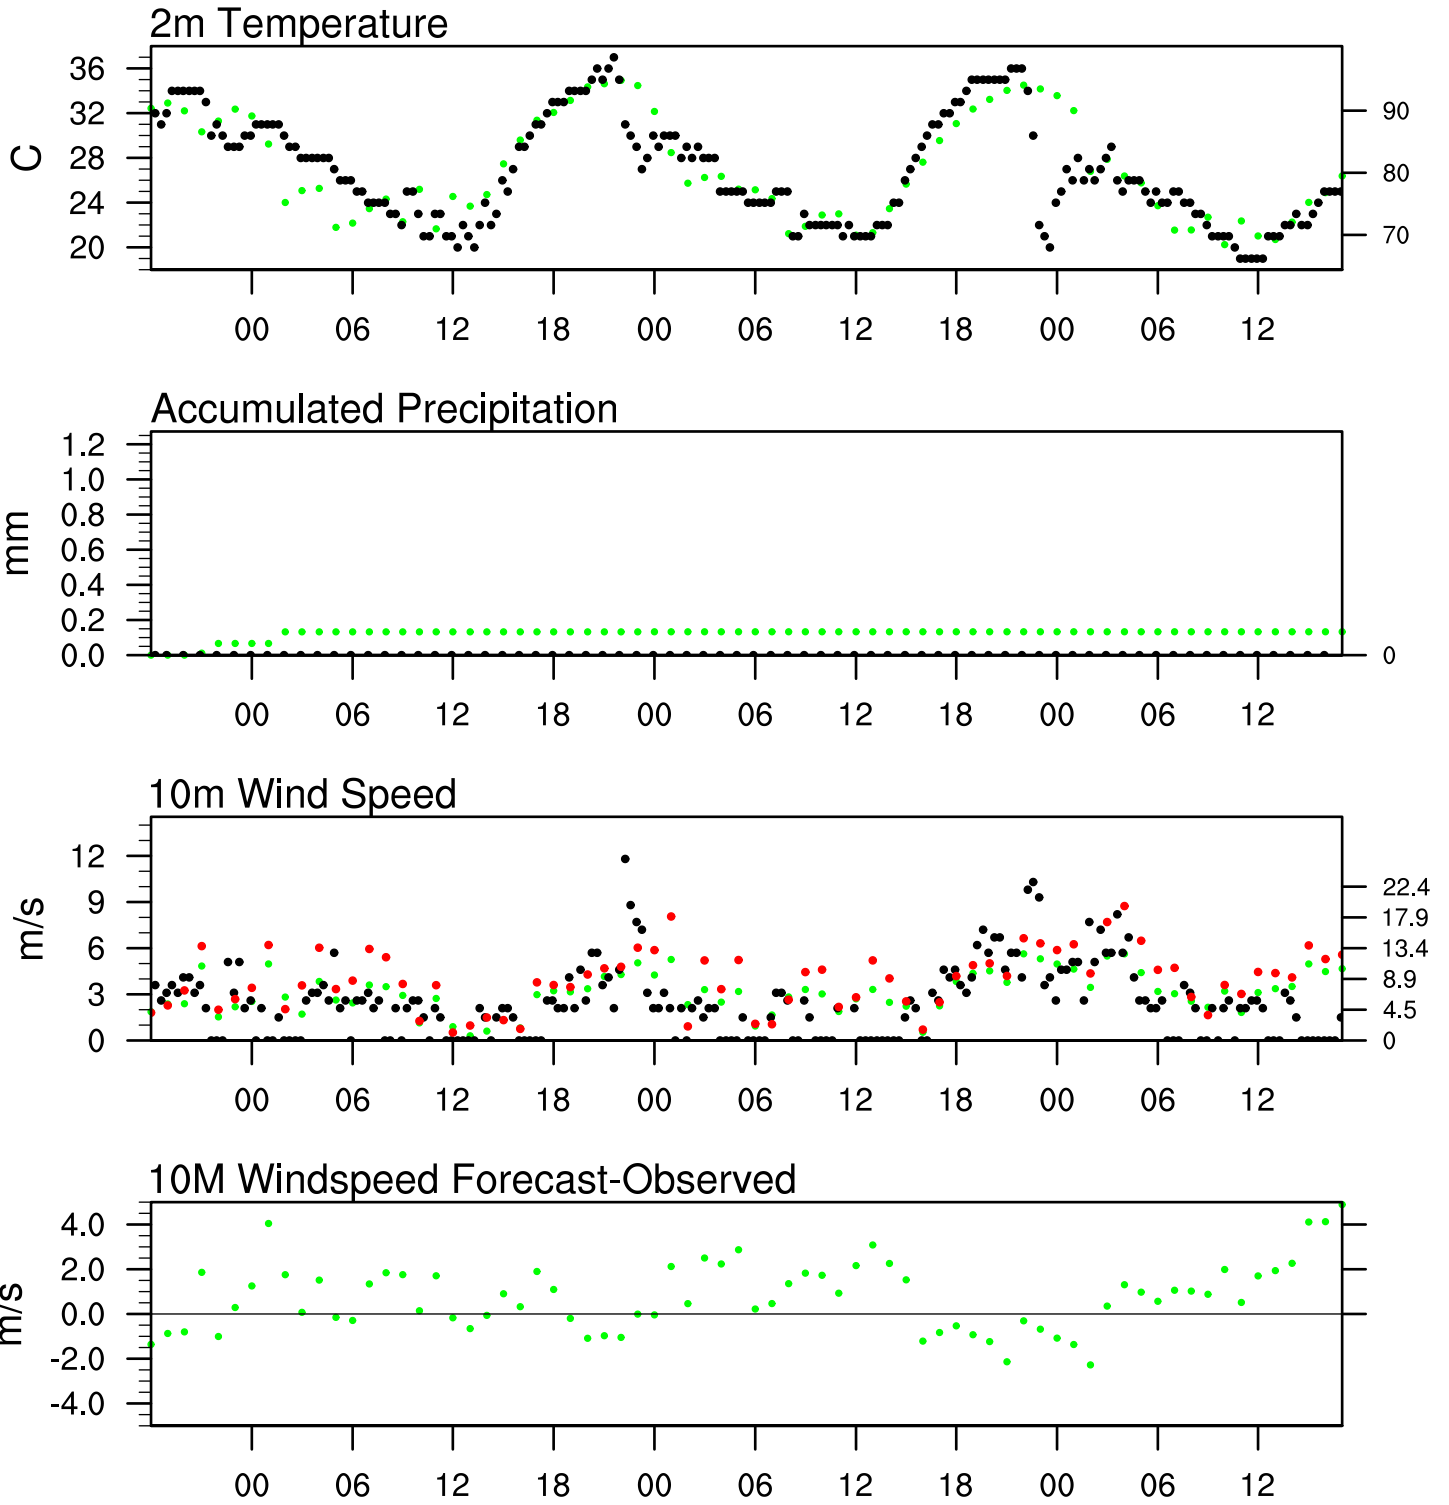 2m Temperature
C
36
32
28
24
20
90
80
70
00 06 12 18 00 06 12 18 00 06 12
Accumulated Precipitation
mm
1.2
1.0
0.8
0.6
0.4
0.2
0.0
0
00 06 12 18 00 06 12 18 00 06 12
10m Wind Speed
m/s
12
9
6
3
0
22.4
17.9
13.4
8.9
4.5
0
00 06 12 18 00 06 12 18 00 06 12
10M Windspeed Forecast-Observed
m/s
4.0
2.0
0.0
-2.0
-4.0
00 06 12 18 00 06 12 18 00 06 12